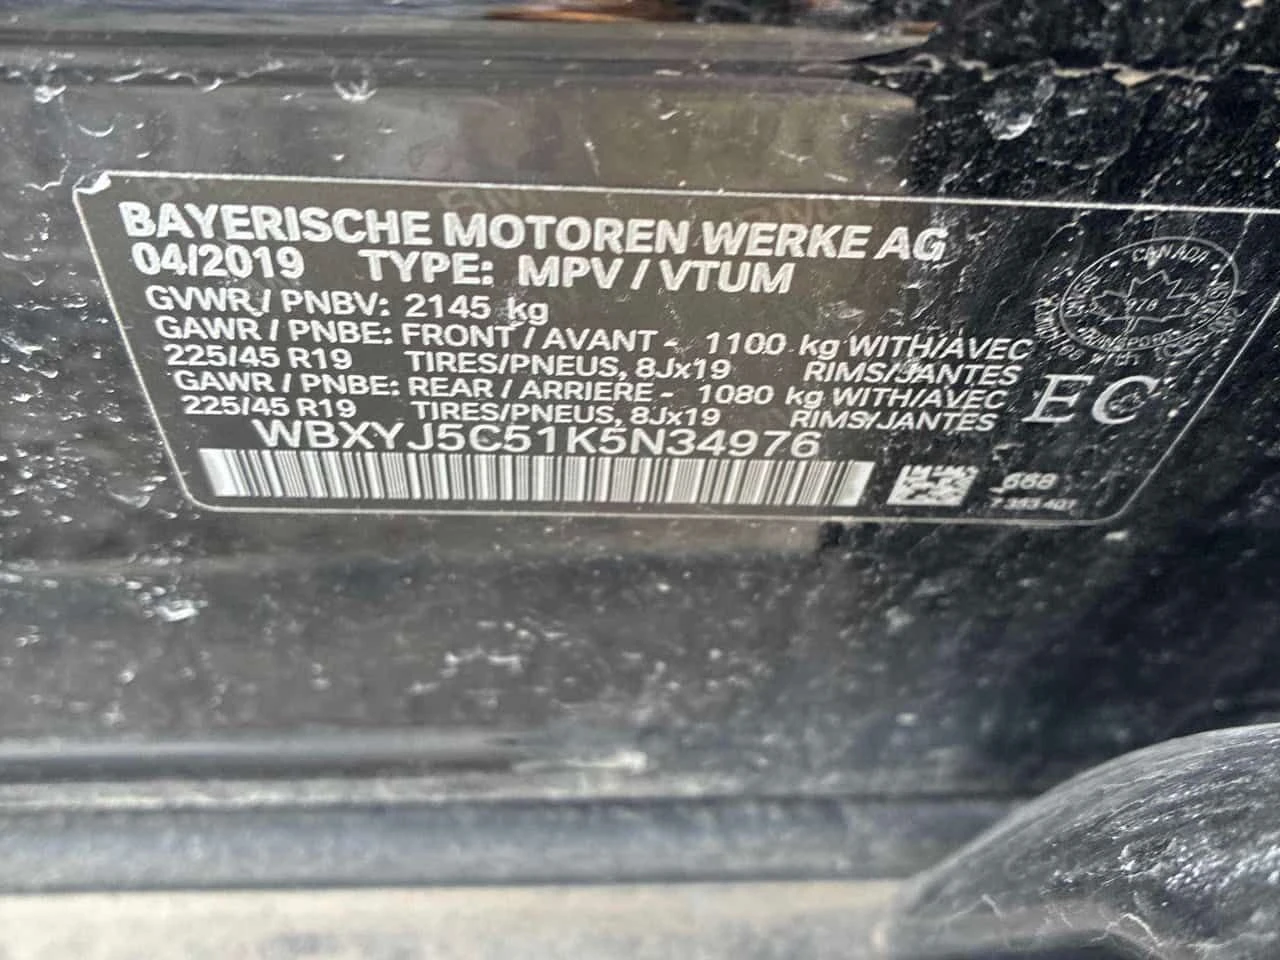 BAYERISCHE MOTOREN WERKE AG
04/2019 TYPE: MPV / VTUM
GVWR / PNBV: 2145 kg
GAWR / PNBE: FRONT / AVANT - 1100 kg WITH/AVEC
225/45 R19 TIRES/PNEUS, 8Jx19 RIMS/JANTES
GAWR / PNBE: REAR / ARRIERE - 1080 kg WITH/AVEC
225/45 R19 TIRES/PNEUS, 8Jx19 RIMS/JANTES
WBXYJ5C51K5N34976
CANADA
TRANSPORT
EC
668